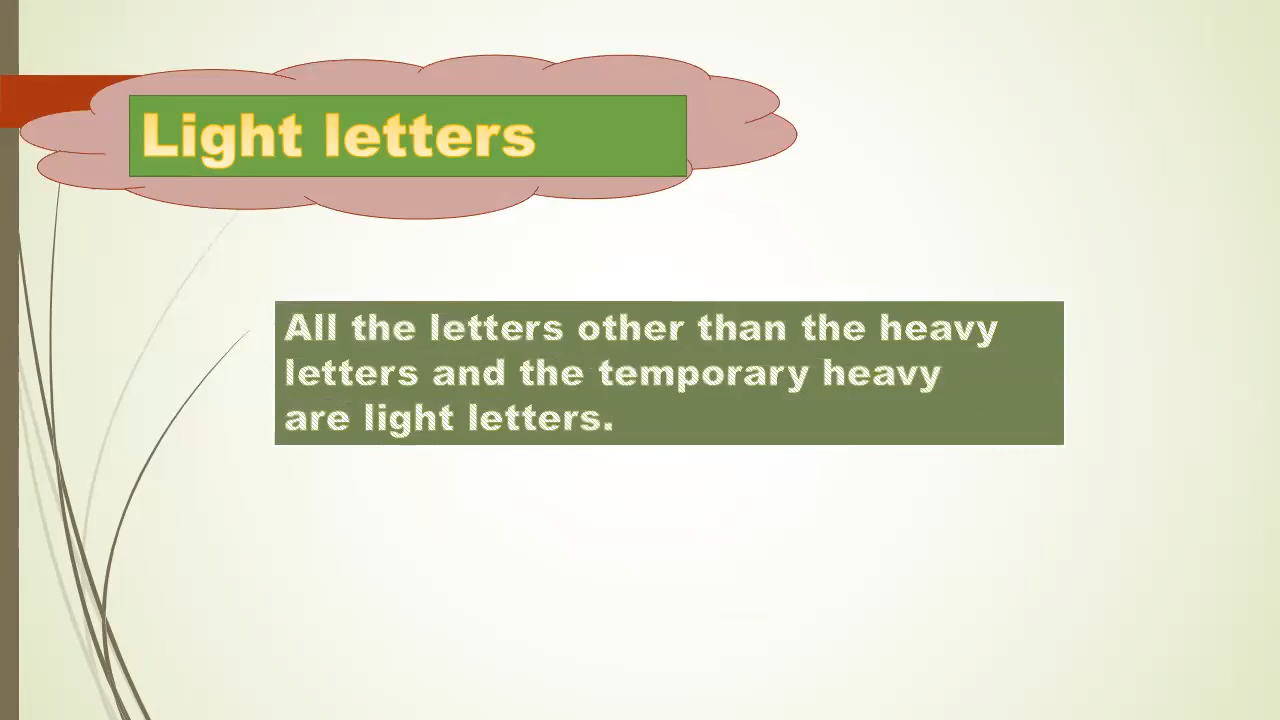 Light letters
All the letters other than the heavy
letters and the temporary heavy
are light letters.